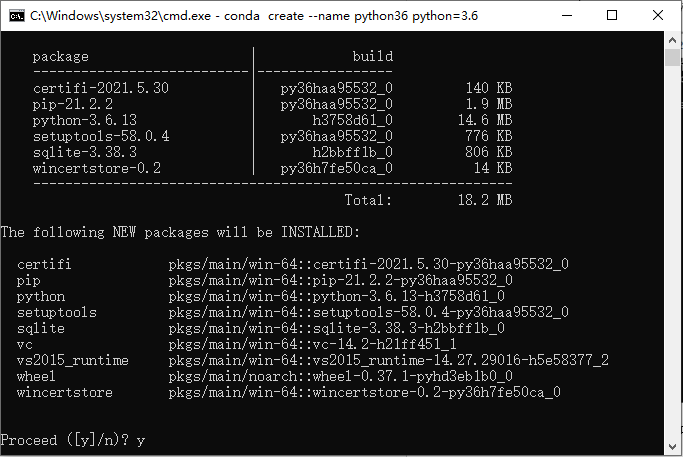 C:\Windows\system32\cmd.exe - conda  create --name python36 python=3.6
package | build
---------------------------|-----------------
certifi-2021.5.30 | py36haa95532_0 140 KB
pip-21.2.2 | py36haa95532_0 1.9 MB
python-3.6.13 | h3758d61_0 14.6 MB
setuptools-58.0.4 | py36haa95532_0 776 KB
sqlite-3.38.3 | h2bbff1b_0 806 KB
wincertstore-0.2 | py36h7fe50ca_0 14 KB
------------------------------------------------------------
Total: 18.2 MB
The following NEW packages will be INSTALLED:
certifi pkgs/main/win-64::certifi-2021.5.30-py36haa95532_0
pip pkgs/main/win-64::pip-21.2.2-py36haa95532_0
python pkgs/main/win-64::python-3.6.13-h3758d61_0
setuptools pkgs/main/win-64::setuptools-58.0.4-py36haa95532_0
sqlite pkgs/main/win-64::sqlite-3.38.3-h2bbff1b_0
vc pkgs/main/win-64::vc-14.2-h21ff451_1
vs2015_runtime pkgs/main/win-64::vs2015_runtime-14.27.29016-h5e58377_2
wheel pkgs/main/noarch::wheel-0.37.1-pyhd3eb1b0_0
wincertstore pkgs/main/win-64::wincertstore-0.2-py36h7fe50ca_0
Proceed ([y]/n)? y